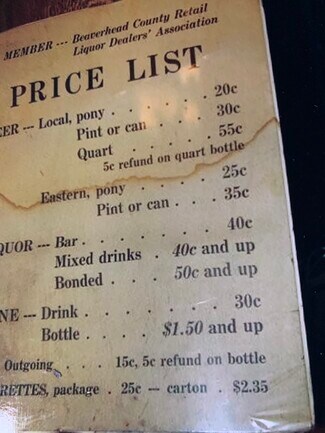 MEMBER --- Beaverhead County Retail
Liquor Dealers' Association
PRICE LIST
ER --- Local, pony . . . . . . 20c
Pint or can . . . . 30c
Quart . . . . . . 55c
5c refund on quart bottle
Eastern, pony . . . . . 25c
Pint or can . . . . 35c
QUOR --- Bar . . . . . . . 40c
Mixed drinks . 40c and up
Bonded . . . . 50c and up
NE --- Drink . . . . . . . 30c
Bottle . . . . $1.50 and up
Outgoing . . . 15c, 5c refund on bottle
RETTES, package . 25c --- carton . $2.35